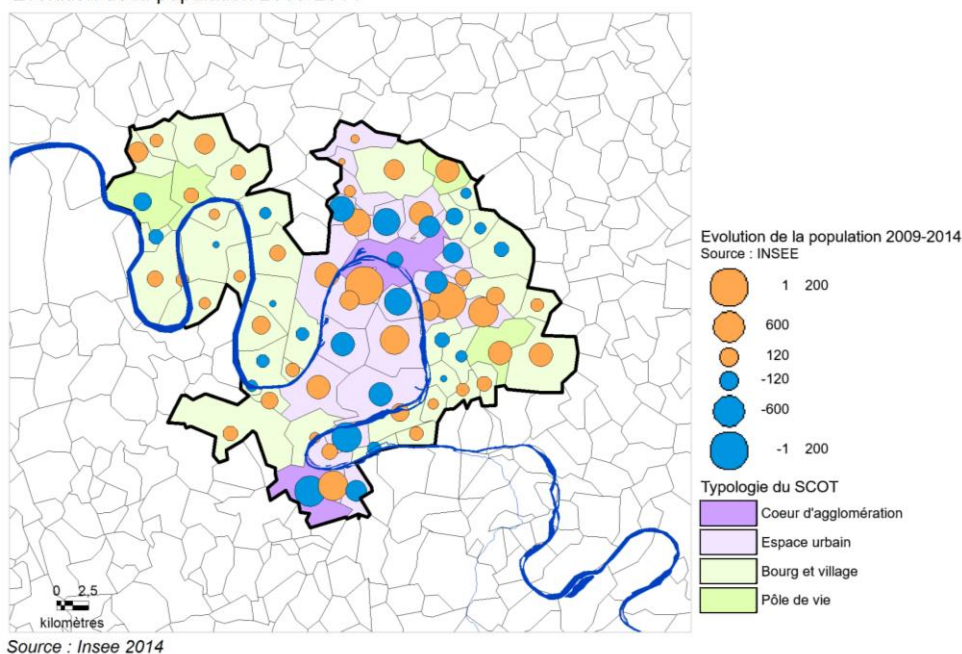 Evolution de la population 2009-2014
Source : INSEE
1 200
600
120
-120
-600
-1 200
Typologie du SCOT
Coeur d'agglomération
Espace urbain
Bourg et village
Pôle de vie
0 2,5
kilomètres
Source : Insee 2014